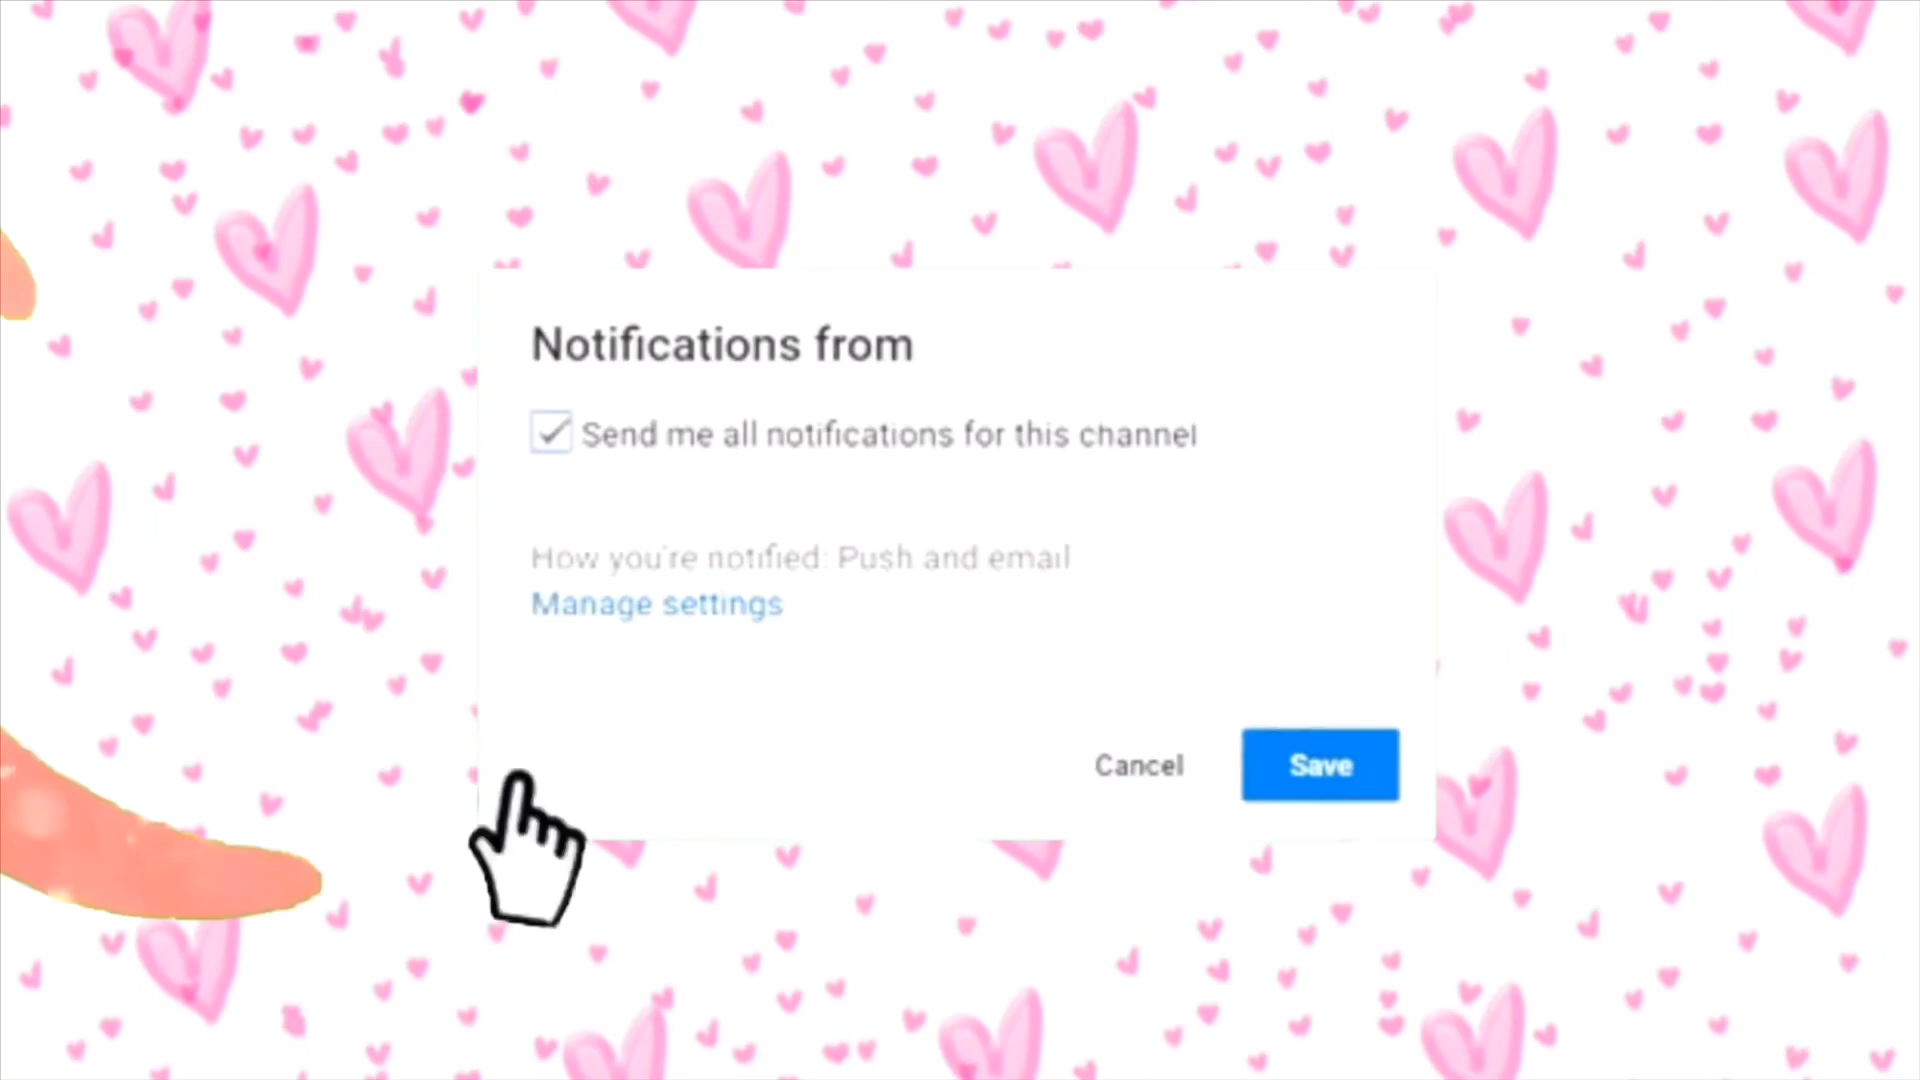 Notifications from
Send me all notifications for this channel
How you're notified: Push and email
Manage settings
Cancel
Save